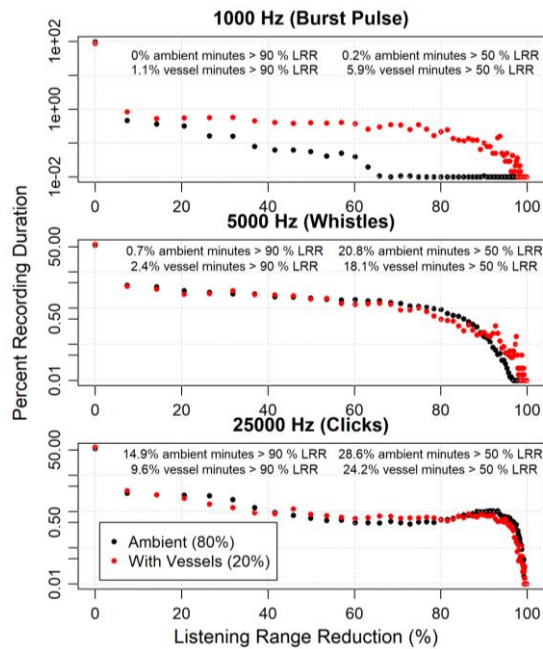 1000 Hz (Burst Pulse)
1e+02
1e+00
1e-02
0% ambient minutes > 90 % LRR 0.2% ambient minutes > 50 % LRR
1.1% vessel minutes > 90 % LRR 5.9% vessel minutes > 50 % LRR
0 20 40 60 80 100
5000 Hz (Whistles)
50.00
0.50
0.01
0.7% ambient minutes > 90 % LRR 20.8% ambient minutes > 50 % LRR
2.4% vessel minutes > 90 % LRR 18.1% vessel minutes > 50 % LRR
0 20 40 60 80 100
Percent Recording Duration
25000 Hz (Clicks)
50.00
0.50
0.01
14.9% ambient minutes > 90 % LRR 28.6% ambient minutes > 50 % LRR
9.6% vessel minutes > 90 % LRR 24.2% vessel minutes > 50 % LRR
Ambient (80%)
With Vessels (20%)
0 20 40 60 80 100
Listening Range Reduction (%)